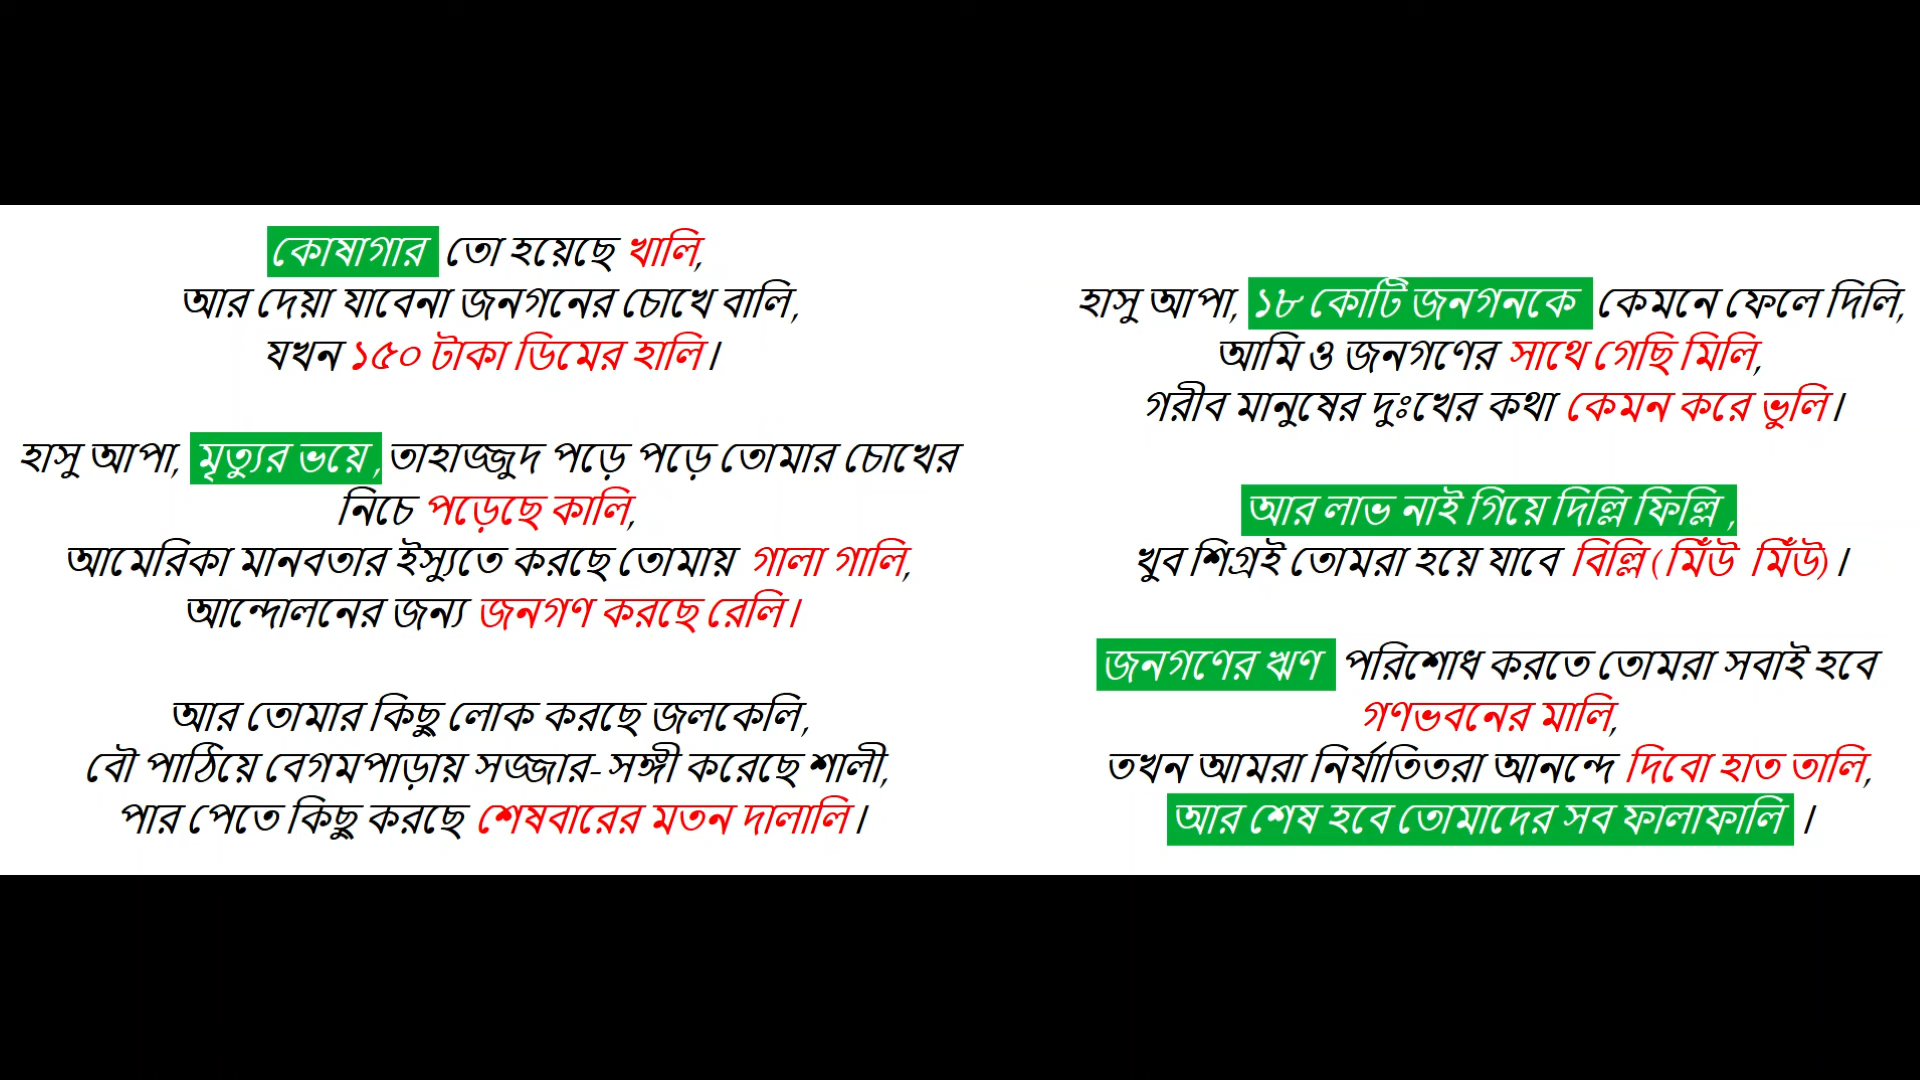 কোষাগার তো হয়েছে খালি,
আর দেয়া যাবেনা জনগনের চোখে বালি,
যখন ১৫০ টাকা ডিমের হালি।
হাসু আপা, মৃত্যুর ভয়ে, তাহাজ্জুদ পড়ে পড়ে তোমার চোখের
নিচে পড়েছে কালি,
আমেরিকা মানবতার ইস্যুতে করছে তোমায় গালা গালি,
আন্দোলনের জন্য জনগণ করছে রেলি।
আর তোমার কিছু লোক করছে জলকেলি,
বৌ পাঠিয়ে বেগমপাড়ায় সজ্জার- সঙ্গী করেছে শালী,
পার পেতে কিছু করছে শেষবারের মতন দালালি।
হাসু আপা, ১৮ কোটি জনগনকে কেমনে ফেলে দিলি,
আমি ও জনগণের সাথে গেছি মিলি,
গরীব মানুষের দুঃখের কথা কেমন করে ভুলি।
আর লাভ নাই গিয়ে দিল্লি ফিল্লি,
খুব শিগ্রই তোমরা হয়ে যাবে বিল্লি (মিঁউ মিঁউ)।
জনগণের ঋণ পরিশোধ করতে তোমরা সবাই হবে
গণভবনের মালি,
তখন আমরা নির্যাতিতরা আনন্দে দিবো হাত তালি,
আর শেষ হবে তোমাদের সব ফালাফালি ।